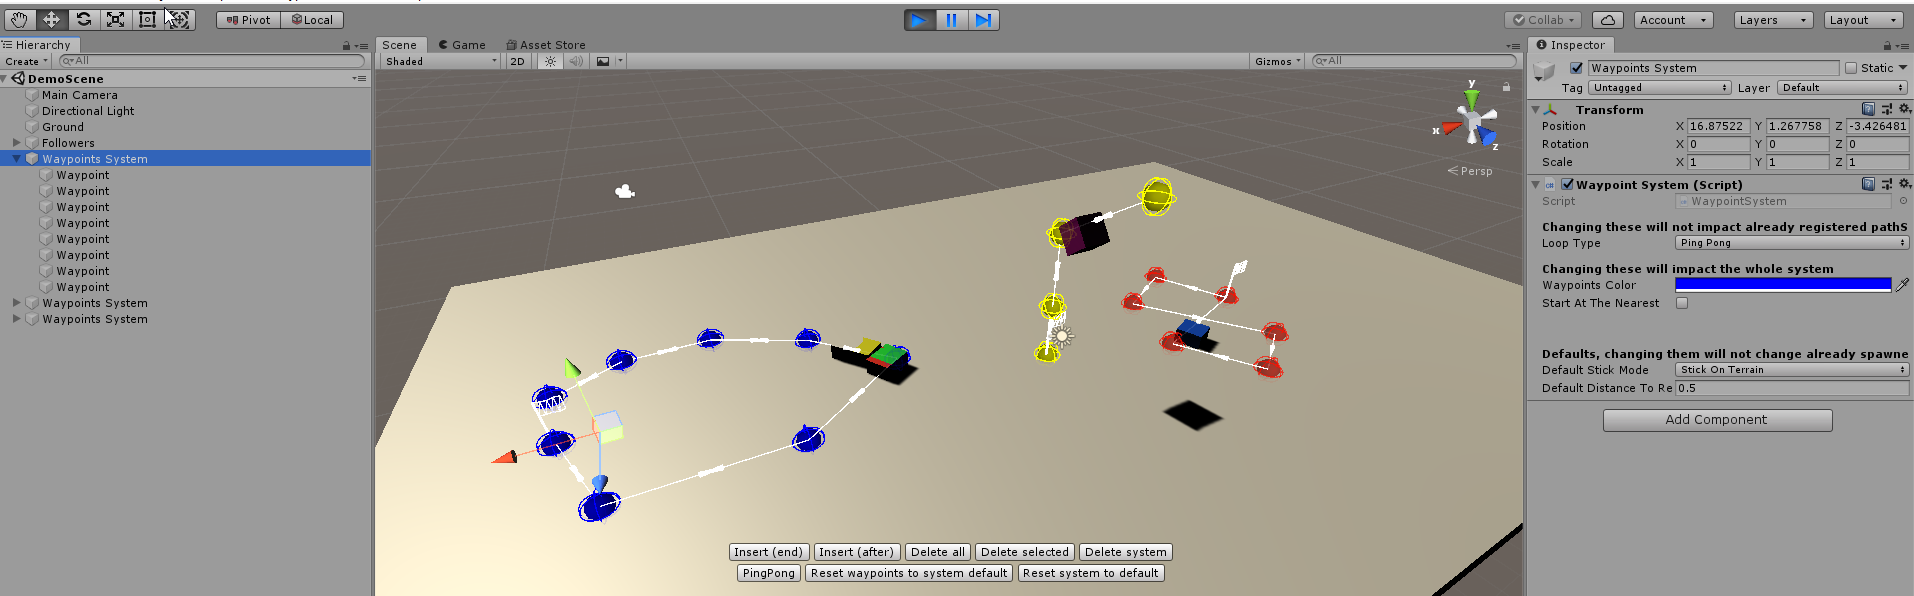 Pivot Local Collab Account Layers Layout
Hierarchy
Create All
DemoScene
Main Camera
Directional Light
Ground
Followers
Waypoints System
Waypoint
Waypoint
Waypoint
Waypoint
Waypoint
Waypoint
Waypoint
Waypoint
Waypoints System
Waypoints System
Scene Game Asset Store
Shaded 2D Gizmos All
y
x
z
Persp
Insert (end) Insert (after) Delete all Delete selected Delete system
PingPong Reset waypoints to system default Reset system to default
Inspector
Waypoints System Static
Tag Untagged Layer Default
Transform
Position X 16.87522 Y 1.267758 Z -3.426481
Rotation X 0 Y 0 Z 0
Scale X 1 Y 1 Z 1
Waypoint System (Script)
Script WaypointSystem
Changing these will not impact already registered pathS
Loop Type Ping Pong
Changing these will impact the whole system
Waypoints Color
Start At The Nearest
Defaults, changing them will not change already spawne
Default Stick Mode Stick On Terrain
Default Distance To Re 0.5
Add Component